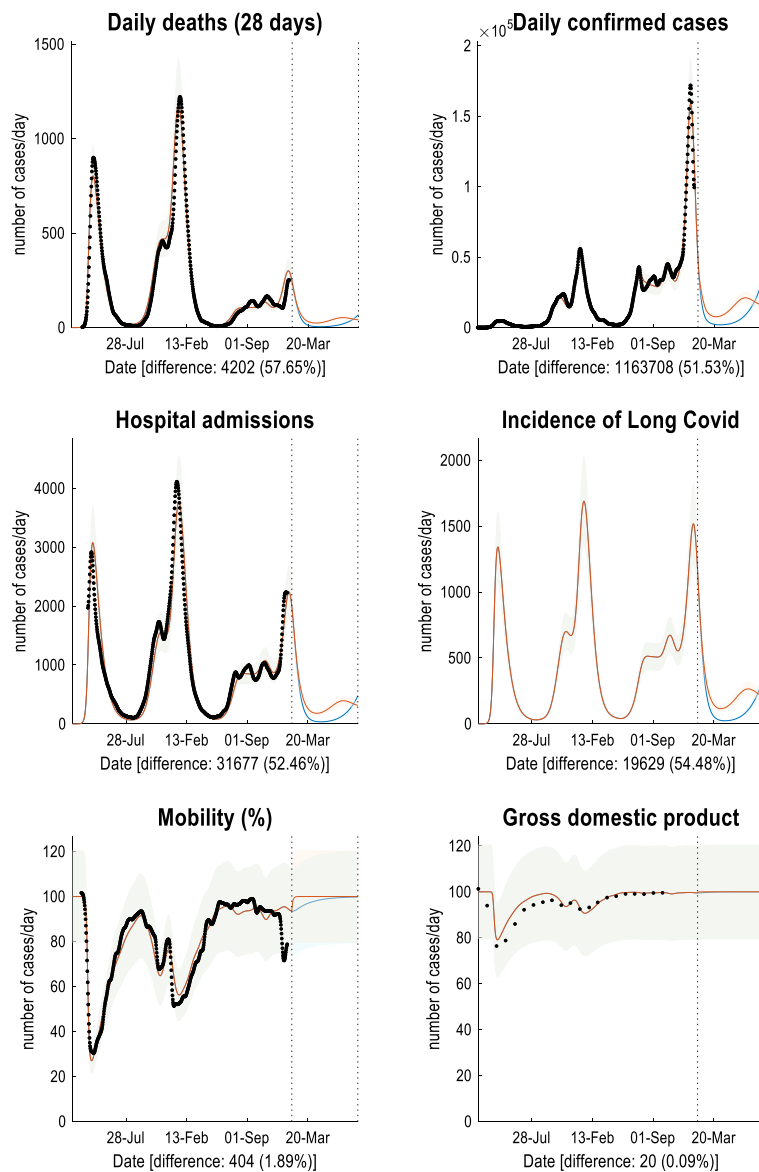 Daily deaths (28 days)
number of cases/day
1500
1000
500
0
28-Jul 13-Feb 01-Sep 20-Mar
Date [difference: 4202 (57.65%)]
Daily confirmed cases
×10^5
number of cases/day
2
1.5
1
0.5
0
28-Jul 13-Feb 01-Sep 20-Mar
Date [difference: 1163708 (51.53%)]
Hospital admissions
number of cases/day
4000
3000
2000
1000
0
28-Jul 13-Feb 01-Sep 20-Mar
Date [difference: 31677 (52.46%)]
Incidence of Long Covid
number of cases/day
2000
1500
1000
500
0
28-Jul 13-Feb 01-Sep 20-Mar
Date [difference: 19629 (54.48%)]
Mobility (%)
number of cases/day
120
100
80
60
40
20
0
28-Jul 13-Feb 01-Sep 20-Mar
Date [difference: 404 (1.89%)]
Gross domestic product
number of cases/day
120
100
80
60
40
20
0
28-Jul 13-Feb 01-Sep 20-Mar
Date [difference: 20 (0.09%)]